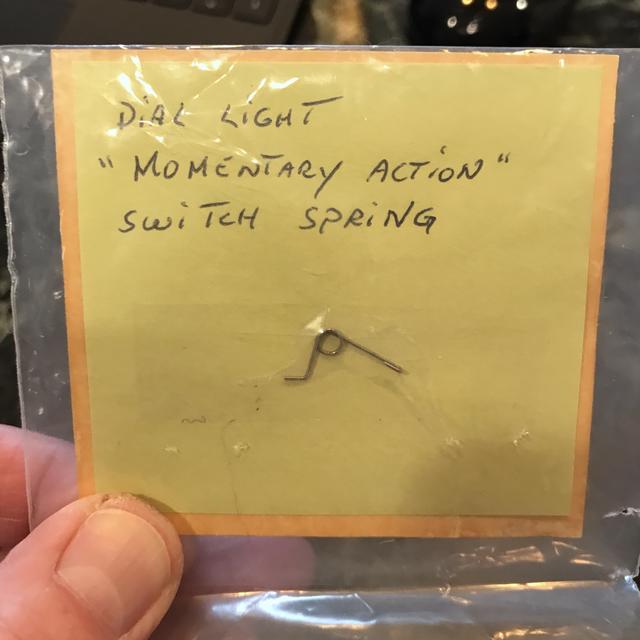 DiAL LiGHT
"MOMENTARY ACTiON"
SWiTCH SPRiNG